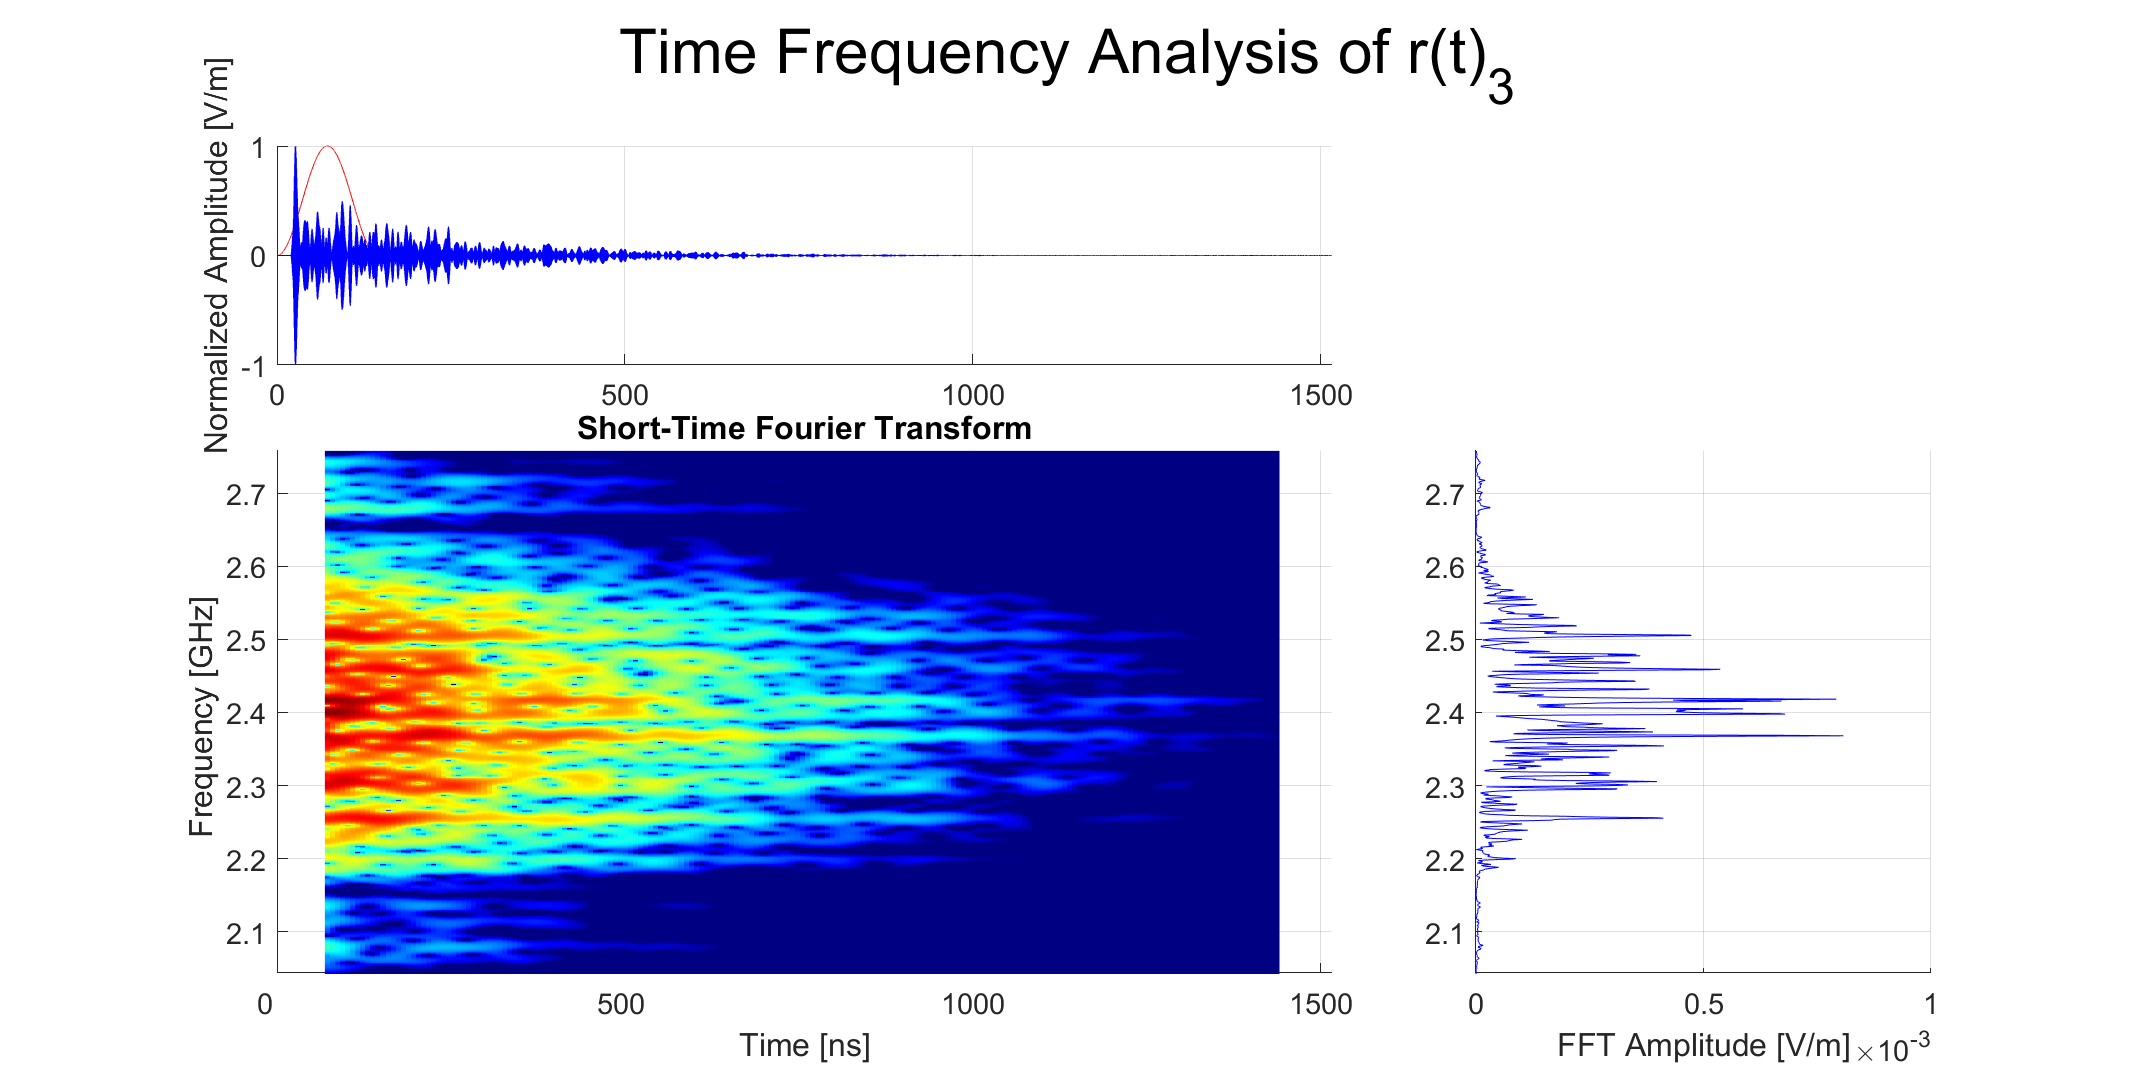 Time Frequency Analysis of r(t)3
Normalized Amplitude [V/m]
1
0
-1
0 500 1000 1500
Short-Time Fourier Transform
Frequency [GHz]
2.7
2.6
2.5
2.4
2.3
2.2
2.1
0 500 1000 1500
Time [ns]
2.7
2.6
2.5
2.4
2.3
2.2
2.1
0 0.5 1
FFT Amplitude [V/m] ×10-3